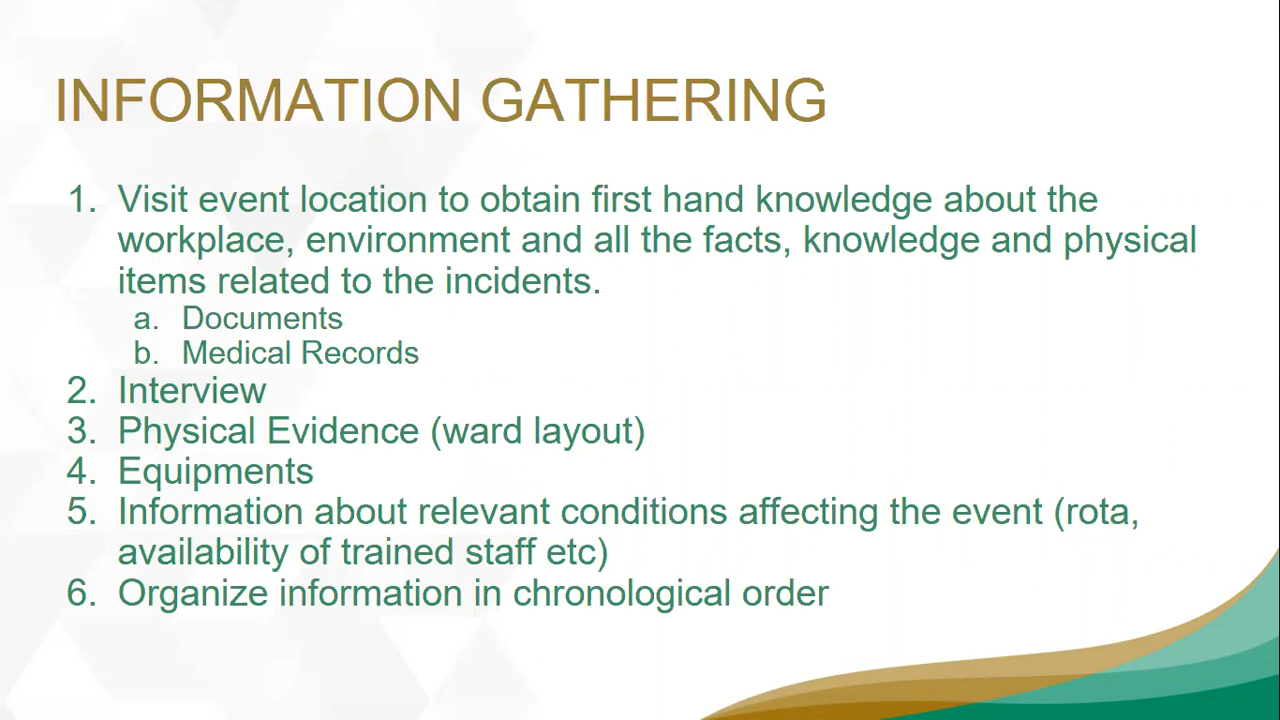 INFORMATION GATHERING
1. Visit event location to obtain first hand knowledge about the
workplace, environment and all the facts, knowledge and physical
items related to the incidents.
a. Documents
b. Medical Records
2. Interview
3. Physical Evidence (ward layout)
4. Equipments
5. Information about relevant conditions affecting the event (rota,
availability of trained staff etc)
6. Organize information in chronological order